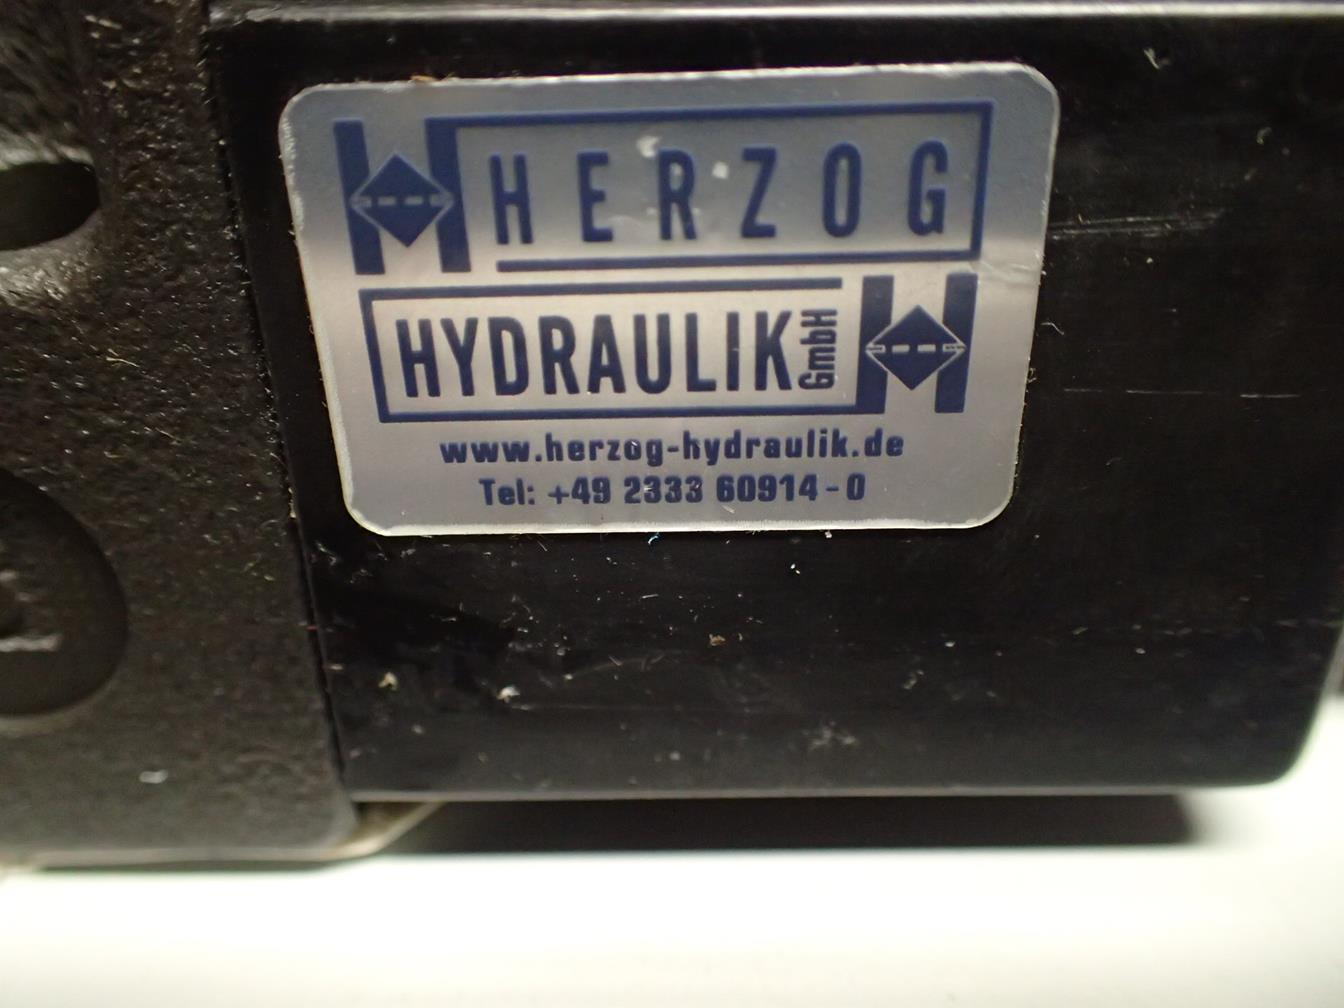 HERZOG
HYDRAULIK GmbH
www.herzog-hydraulik.de
Tel: +49 2333 60914-0